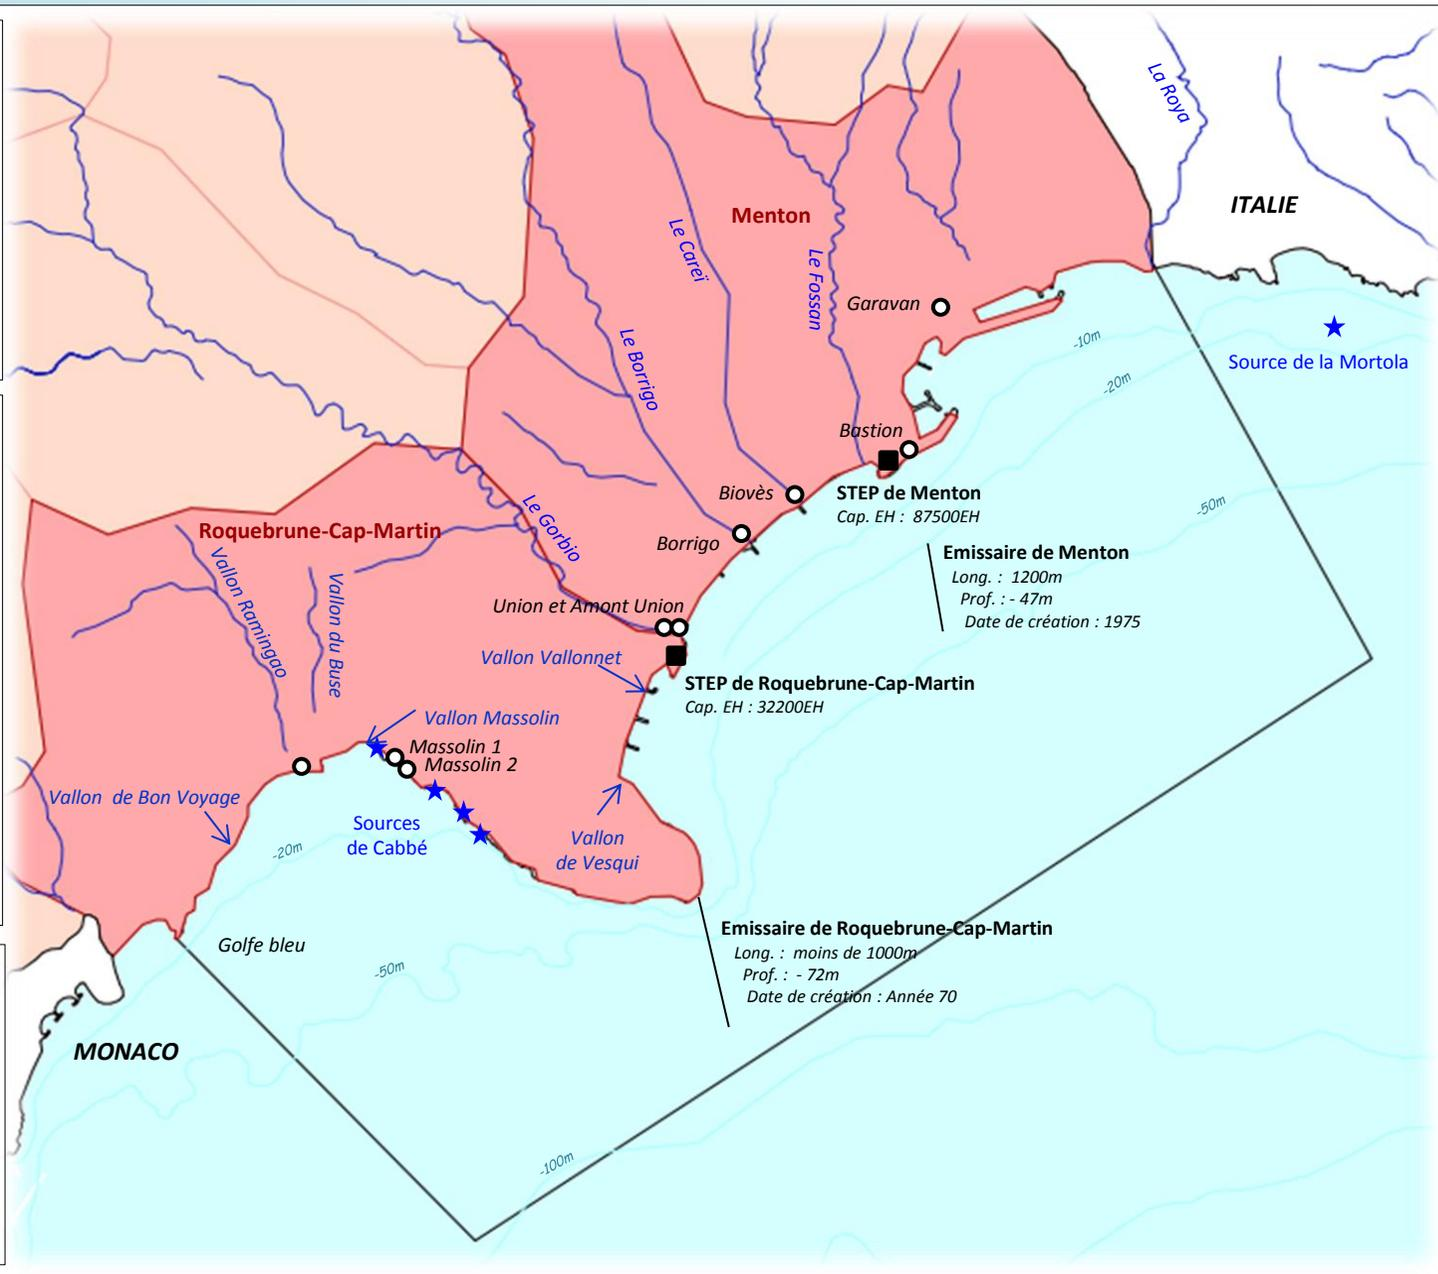 La Roya
ITALIE
Menton
Le Careï
Le Fossan
Garavan
Source de la Mortola
-10m
-20m
Le Borrigo
Bastion
Biovès
STEP de Menton
Cap. EH : 87500EH
-50m
Borrigo
Le Gorbio
Roquebrune-Cap-Martin
Emissaire de Menton
Long. : 1200m
Prof. : - 47m
Date de création : 1975
Vallon Ramingao
Vallon du Buse
Union et Amont Union
Vallon Vallonnet
STEP de Roquebrune-Cap-Martin
Cap. EH : 32200EH
Vallon Massolin
Massolin 1
Massolin 2
Vallon de Bon Voyage
Sources
de Cabbé
Vallon
de Vesqui
-20m
Golfe bleu
-50m
Emissaire de Roquebrune-Cap-Martin
Long. : moins de 1000m
Prof. : - 72m
Date de création : Année 70
MONACO
-100m